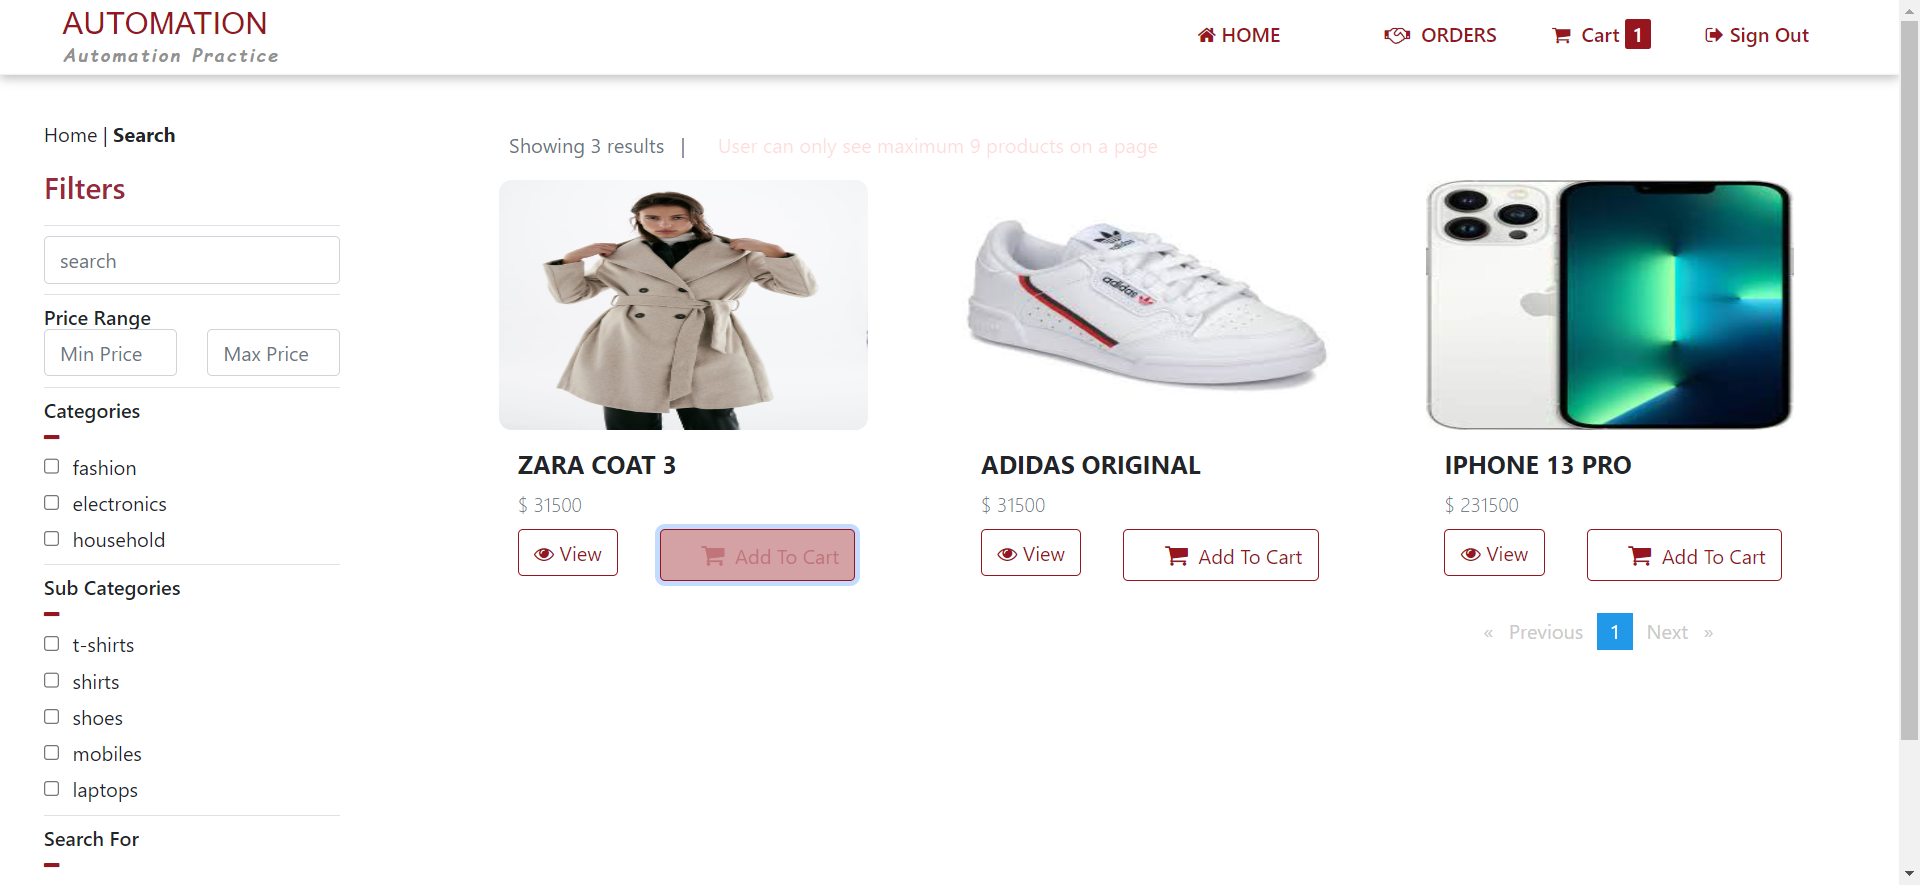 AUTOMATION
Automation Practice
HOME
ORDERS
Cart 1
Sign Out
Home | Search
Filters
search
Price Range
Min Price
Max Price
Categories
fashion
electronics
household
Sub Categories
t-shirts
shirts
shoes
mobiles
laptops
Search For
Showing 3 results |
User can only see maximum 9 products on a page
ZARA COAT 3
$ 31500
View
Add To Cart
adidas
adidas
ADIDAS ORIGINAL
$ 31500
View
Add To Cart
IPHONE 13 PRO
$ 231500
View
Add To Cart
« Previous 1 Next »